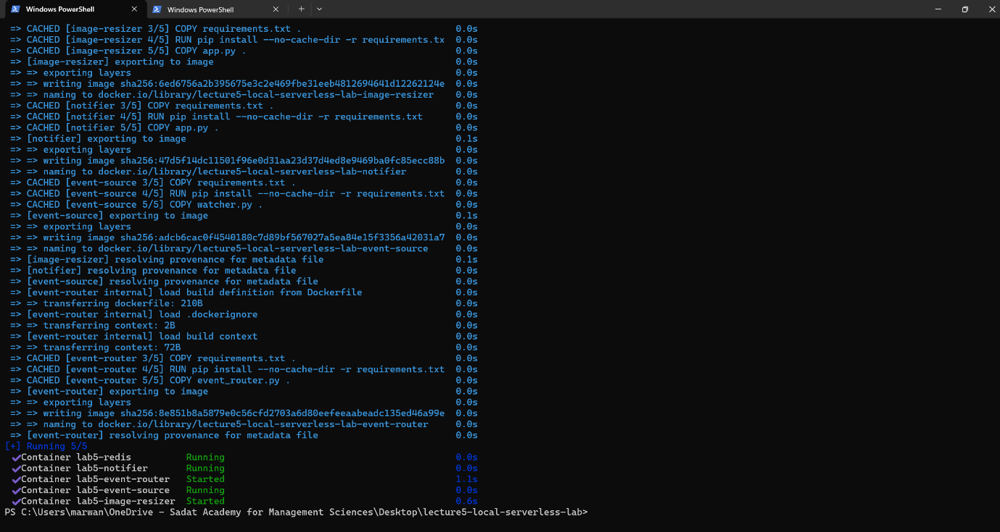 Windows PowerShell
Windows PowerShell
=> CACHED [image-resizer 3/5] COPY requirements.txt . 0.0s
=> CACHED [image-resizer 4/5] RUN pip install --no-cache-dir -r requirements.tx 0.0s
=> CACHED [image-resizer 5/5] COPY app.py . 0.0s
=> [image-resizer] exporting to image 0.0s
=> => exporting layers 0.0s
=> => writing image sha256:6ed6756a2b395675e3c2e469fbe31eeb4812694641d12262124e 0.0s
=> => naming to docker.io/library/lecture5-local-serverless-lab-image-resizer 0.0s
=> CACHED [notifier 3/5] COPY requirements.txt . 0.0s
=> CACHED [notifier 4/5] RUN pip install --no-cache-dir -r requirements.txt 0.0s
=> CACHED [notifier 5/5] COPY app.py . 0.0s
=> [notifier] exporting to image 0.1s
=> => exporting layers 0.0s
=> => writing image sha256:47d5f14dc11501f96e0d31aa23d37d4ed8e9469ba0fc85ecc88b 0.0s
=> => naming to docker.io/library/lecture5-local-serverless-lab-notifier 0.0s
=> CACHED [event-source 3/5] COPY requirements.txt . 0.0s
=> CACHED [event-source 4/5] RUN pip install --no-cache-dir -r requirements.txt 0.0s
=> CACHED [event-source 5/5] COPY watcher.py . 0.0s
=> [event-source] exporting to image 0.1s
=> => exporting layers 0.0s
=> => writing image sha256:adcb6cac0f4540180c7d89bf567027a5ea84e15f3356a42031a7 0.0s
=> => naming to docker.io/library/lecture5-local-serverless-lab-event-source 0.0s
=> [image-resizer] resolving provenance for metadata file 0.1s
=> [notifier] resolving provenance for metadata file 0.0s
=> [event-source] resolving provenance for metadata file 0.0s
=> [event-router internal] load build definition from Dockerfile 0.0s
=> => transferring dockerfile: 210B 0.0s
=> [event-router internal] load .dockerignore 0.0s
=> => transferring context: 2B 0.0s
=> [event-router internal] load build context 0.0s
=> => transferring context: 72B 0.0s
=> CACHED [event-router 3/5] COPY requirements.txt . 0.0s
=> CACHED [event-router 4/5] RUN pip install --no-cache-dir -r requirements.txt 0.0s
=> CACHED [event-router 5/5] COPY event_router.py . 0.0s
=> [event-router] exporting to image 0.0s
=> => exporting layers 0.0s
=> => writing image sha256:8e851b8a5879e0c56cfd2703a6d80eefeeaabeadc135ed46a99e 0.0s
=> => naming to docker.io/library/lecture5-local-serverless-lab-event-router 0.0s
=> [event-router] resolving provenance for metadata file 0.0s
[+] Running 5/5
✔Container lab5-redis Running 0.0s
✔Container lab5-notifier Running 0.0s
✔Container lab5-event-router Started 1.1s
✔Container lab5-event-source Running 0.0s
✔Container lab5-image-resizer Started 0.6s
PS C:\Users\marwan\OneDrive - Sadat Academy for Management Sciences\Desktop\lecture5-local-serverless-lab>